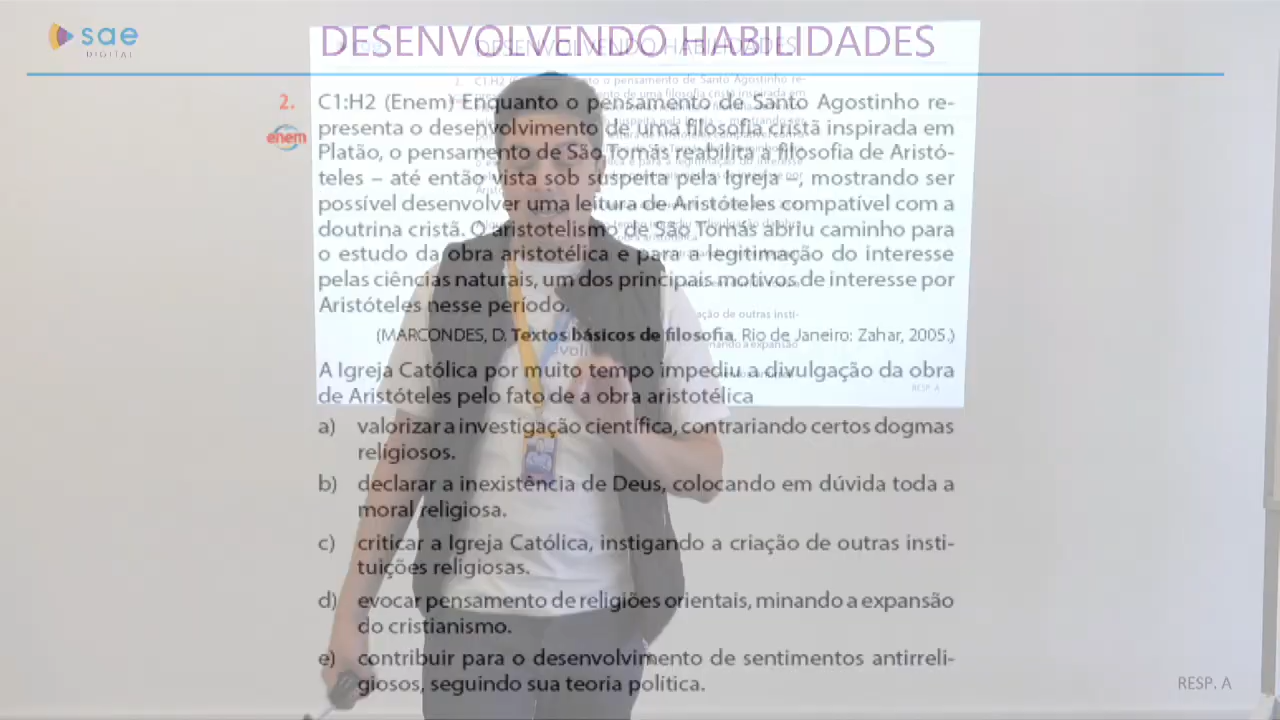 sae
DIGITAL
DESENVOLVENDO HABILIDADES
2. C1:H2 (Enem) Enquanto o pensamento de Santo Agostinho re-
enem
presenta o desenvolvimento de uma filosofia cristã inspirada em
Platão, o pensamento de São Tomás reabilita a filosofia de Aristó-
teles – até então vista sob suspeita pela Igreja –, mostrando ser
possível desenvolver uma leitura de Aristóteles compatível com a
doutrina cristã. O aristotelismo de São Tomás abriu caminho para
o estudo da obra aristotélica e para a legitimação do interesse
pelas ciências naturais, um dos principais motivos de interesse por
Aristóteles nesse período.
(MARCONDES, D. Textos básicos de filosofia. Rio de Janeiro: Zahar, 2005.)
A Igreja Católica por muito tempo impediu a divulgação da obra
de Aristóteles pelo fato de a obra aristotélica
a) valorizar a investigação científica, contrariando certos dogmas
religiosos.
b) declarar a inexistência de Deus, colocando em dúvida toda a
moral religiosa.
c) criticar a Igreja Católica, instigando a criação de outras insti-
tuições religiosas.
d) evocar pensamento de religiões orientais, minando a expansão
do cristianismo.
e) contribuir para o desenvolvimento de sentimentos antirreli-
giosos, seguindo sua teoria política.
RESP. A